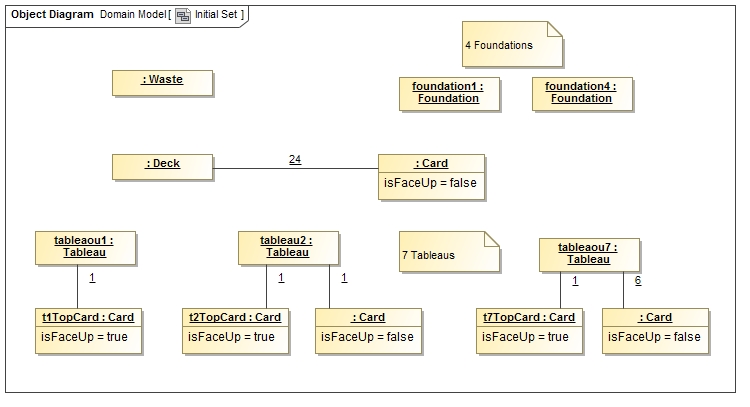 Object Diagram Domain Model[ Initial Set ]
4 Foundations
: Waste
foundation1 :
Foundation
foundation4 :
Foundation
: Deck
24
: Card
isFaceUp = false
tableaou1 :
Tableau
1
t1TopCard : Card
isFaceUp = true
tableau2 :
Tableau
1
1
t2TopCard : Card
isFaceUp = true
: Card
isFaceUp = false
7 Tableaus
tableaou7 :
Tableau
1
6
t7TopCard : Card
isFaceUp = true
: Card
isFaceUp = false